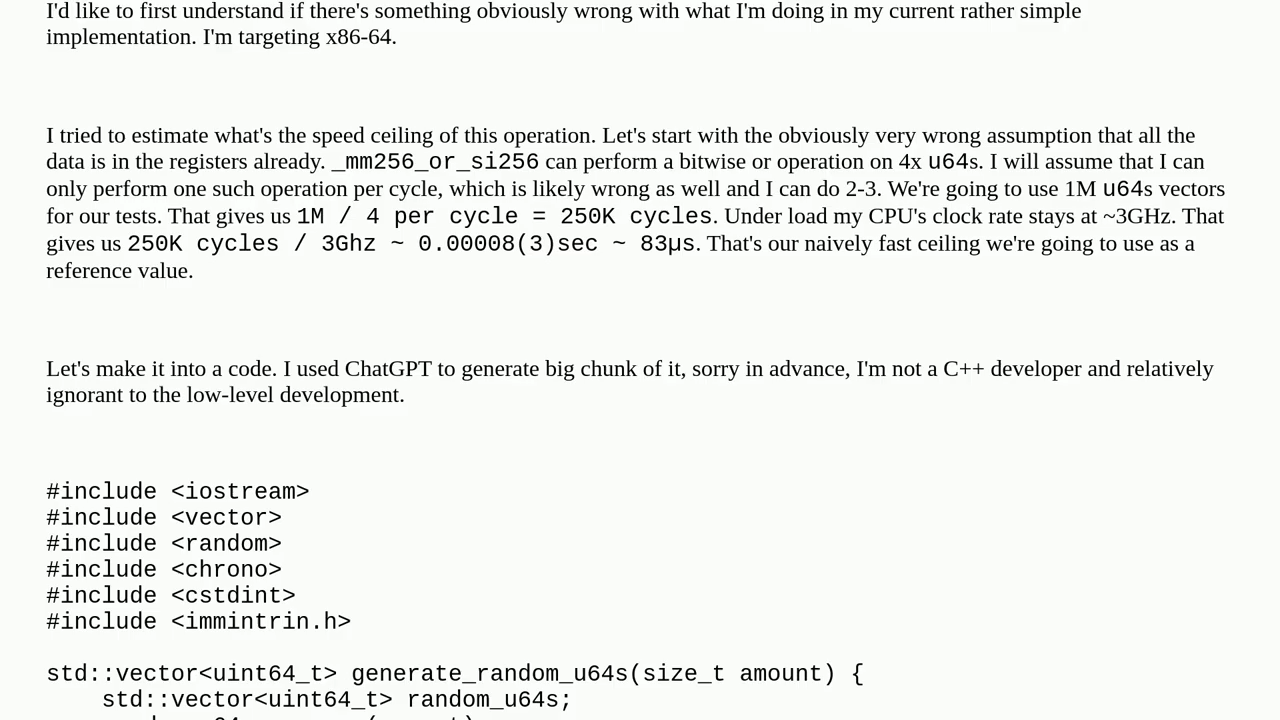 I'd like to first understand if there's something obviously wrong with what I'm doing in my current rather simple
implementation. I'm targeting x86-64.
I tried to estimate what's the speed ceiling of this operation. Let's start with the obviously very wrong assumption that all the
data is in the registers already. _mm256_or_si256 can perform a bitwise or operation on 4x u64s. I will assume that I can
only perform one such operation per cycle, which is likely wrong as well and I can do 2-3. We're going to use 1M u64s vectors
for our tests. That gives us 1M / 4 per cycle = 250K cycles. Under load my CPU's clock rate stays at ~3GHz. That
gives us 250K cycles / 3Ghz ~ 0.00008(3)sec ~ 83µs. That's our naively fast ceiling we're going to use as a
reference value.
Let's make it into a code. I used ChatGPT to generate big chunk of it, sorry in advance, I'm not a C++ developer and relatively
ignorant to the low-level development.
#include <iostream>
#include <vector>
#include <random>
#include <chrono>
#include <cstdint>
#include <immintrin.h>
std::vector<uint64_t> generate_random_u64s(size_t amount) {
    std::vector<uint64_t> random_u64s;